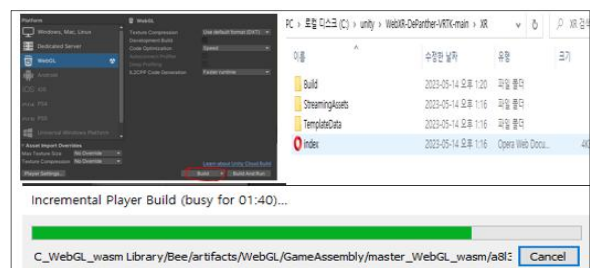 Platform
Windows, Mac, Linux
Dedicated Server
WebGL
Android
iOS
PS4
PS5
Universal Windows Platform
Asset Import Overrides
Max Texture Size No Override
Texture Compression No Override
Player Settings...
WebGL
Texture Compression Use default format (DXT)
Development Build
Code Optimization Speed
Autoconnect Profiler
Deep Profiling
IL2CPP Code Generation Faster runtime
Learn about Unity Cloud Build
Build Build And Run
PC > 로컬 디스크 (C:) > unity > WebXR-DePanther-VRTK-main > XR
XR 검색
이름 수정한 날짜 유형 크기
Build 2023-05-14 오후 1:20 파일 폴더
StreamingAssets 2023-05-14 오후 1:16 파일 폴더
TemplateData 2023-05-14 오후 1:16 파일 폴더
index 2023-05-14 오후 1:16 Opera Web Docu...
Incremental Player Build (busy for 01:40)...
C_WebGL_wasm Library/Bee/artifacts/WebGL/GameAssembly/master_WebGL_wasm/a8l3 Cancel